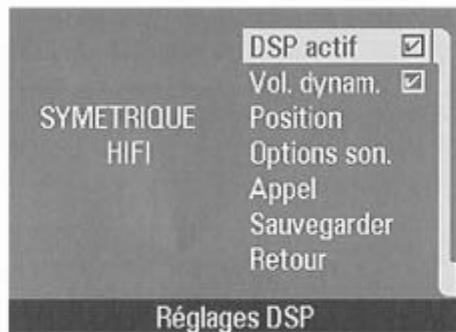 SYMETRIQUE
HIFI
DSP actif
Vol. dynam.
Position
Options son.
Appel
Sauvegarder
Retour
Réglages DSP